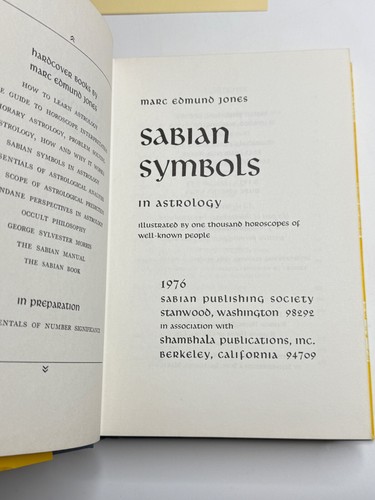 hardcover books by
marc edmund jones
HOW TO LEARN ASTROLOGY
GUIDE TO HOROSCOPE INTERPRETATION
HORARY ASTROLOGY, PROBLEM SOLVING
ASTROLOGY, HOW AND WHY IT WORKS
SABIAN SYMBOLS IN ASTROLOGY
ESSENTIALS OF ASTROLOGICAL ANALYSIS
SCOPE OF ASTROLOGICAL PREDICTION
MUNDANE PERSPECTIVES IN ASTROLOGY
OCCULT PHILOSOPHY
GEORGE SYLVESTER MORRIS
THE SABIAN MANUAL
THE SABIAN BOOK
in preparation
ENTALS OF NUMBER SIGNIFICANCE
marc edmund jones
sabian
symbols
in astrology
illustrated by one thousand horoscopes of
well-known people
1976
sabian publishing society
stanwood, washington 98292
in association with
shambhala publications, inc.
berkeley, california 94709